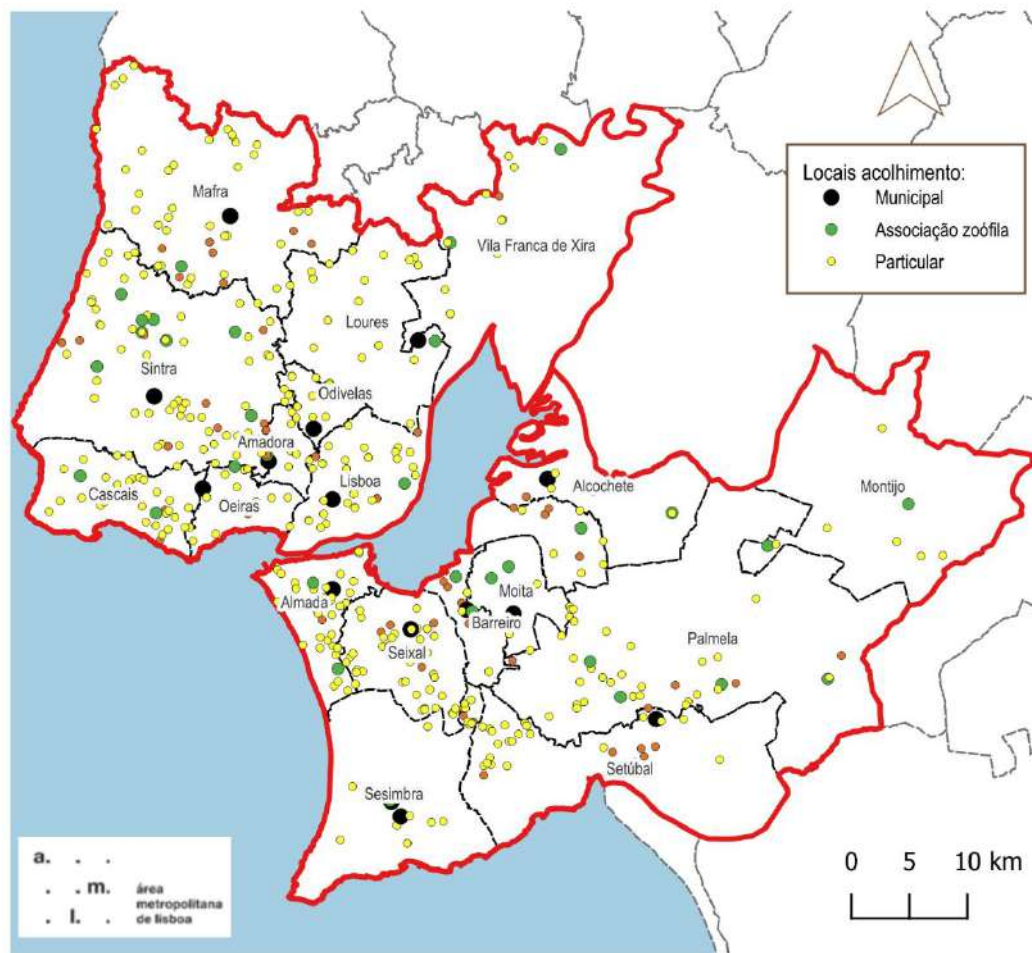 Locais acolhimento:
Municipal
Associação zoófila
Particular
Mafra
Vila Franca de Xira
Loures
Sintra
Odivelas
Amadora
Lisboa
Cascais
Oeiras
Alcochete
Montijo
Almada
Moita
Barreiro
Seixal
Palmela
Setúbal
Sesimbra
a. . .
. . m. área
metropolitana
. l. . de lisboa
0 5 10 km